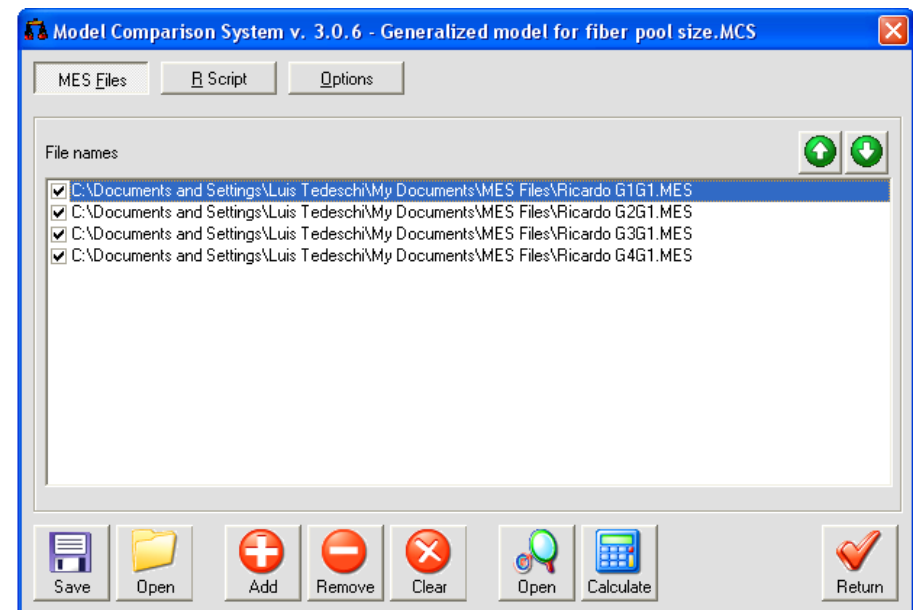 Model Comparison System v. 3.0.6 - Generalized model for fiber pool size.MCS
MES Files R Script Options
File names
C:\Documents and Settings\Luis Tedeschi\My Documents\MES Files\Ricardo G1G1.MES
C:\Documents and Settings\Luis Tedeschi\My Documents\MES Files\Ricardo G2G1.MES
C:\Documents and Settings\Luis Tedeschi\My Documents\MES Files\Ricardo G3G1.MES
C:\Documents and Settings\Luis Tedeschi\My Documents\MES Files\Ricardo G4G1.MES
Save Open Add Remove Clear Open Calculate Return